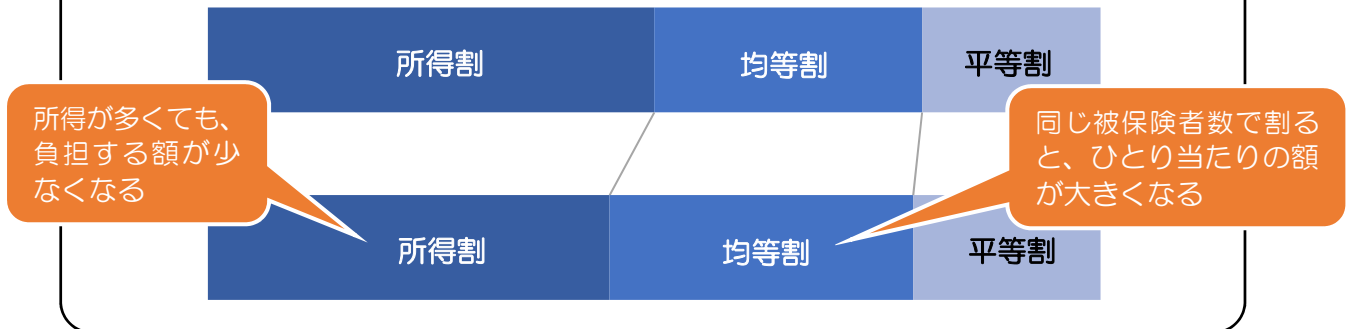 所得割 均等割 平等割
所得が多くても、
負担する額が少
なくなる
同じ被保険者数で割る
と、ひとり当たりの額
が大きくなる
所得割 均等割 平等割